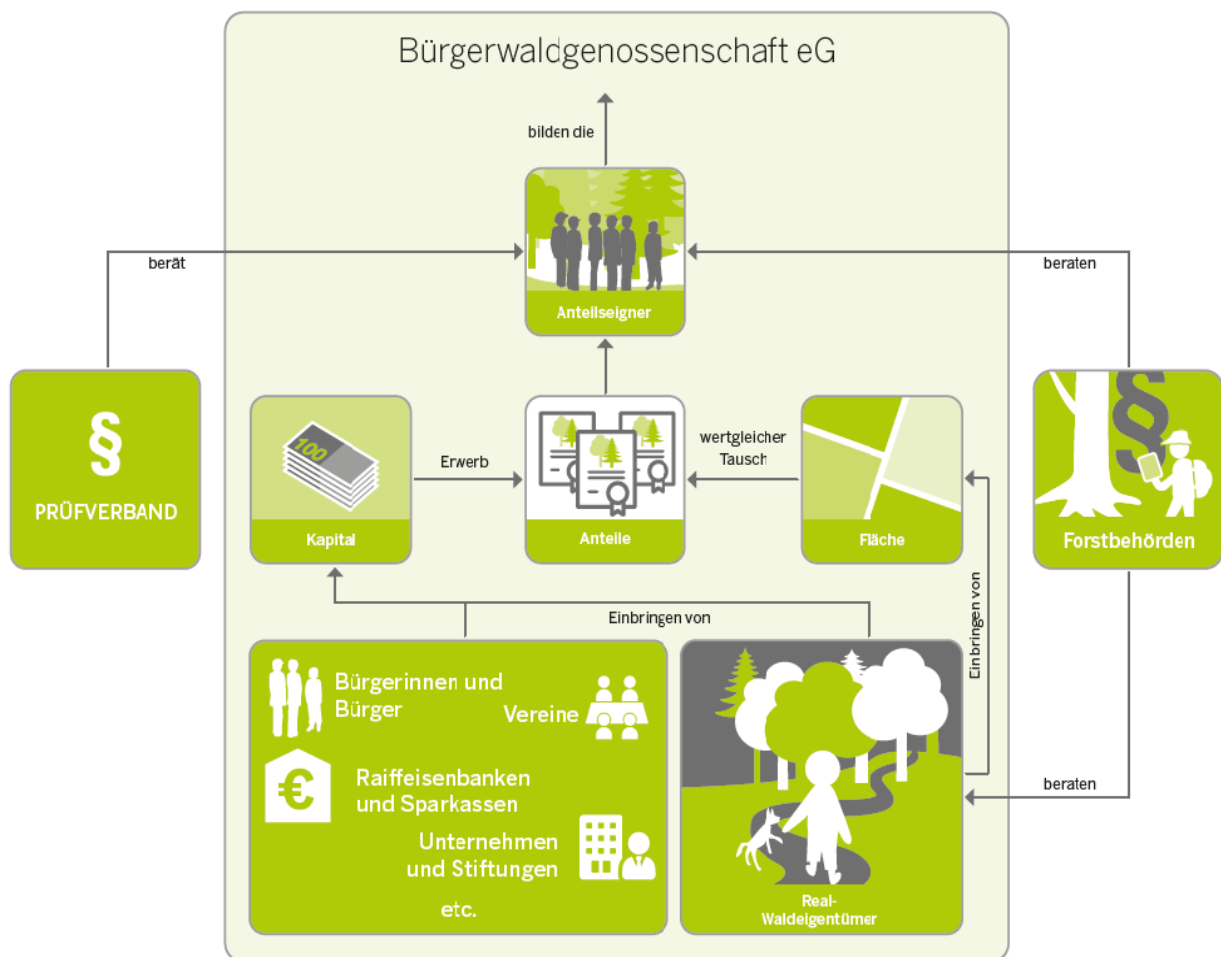 Bürgerwaldgenossenschaft eG
bilden die
berät
beraten
Anteilseigner
§
PRÜFVERBAND
100
Kapital
Erwerb
Anteile
wertgleicher
Tausch
Fläche
§
Forstbehörden
Einbringen von
Einbringen von
Bürgerinnen und
Bürger
Vereine
€
Raiffeisenbanken
und Sparkassen
Unternehmen
und Stiftungen
etc.
Real-
Waldeigentümer
beraten